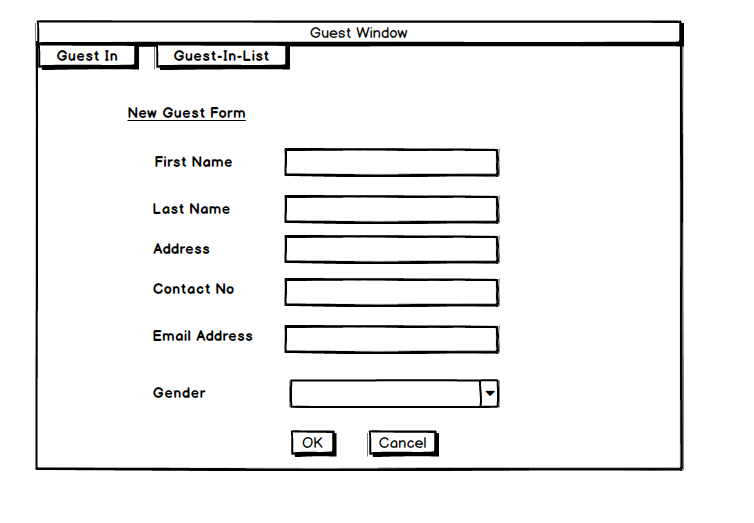 Guest Window
Guest In
Guest-In-List
New Guest Form
First Name
Last Name
Address
Contact No
Email Address
Gender
OK
Cancel